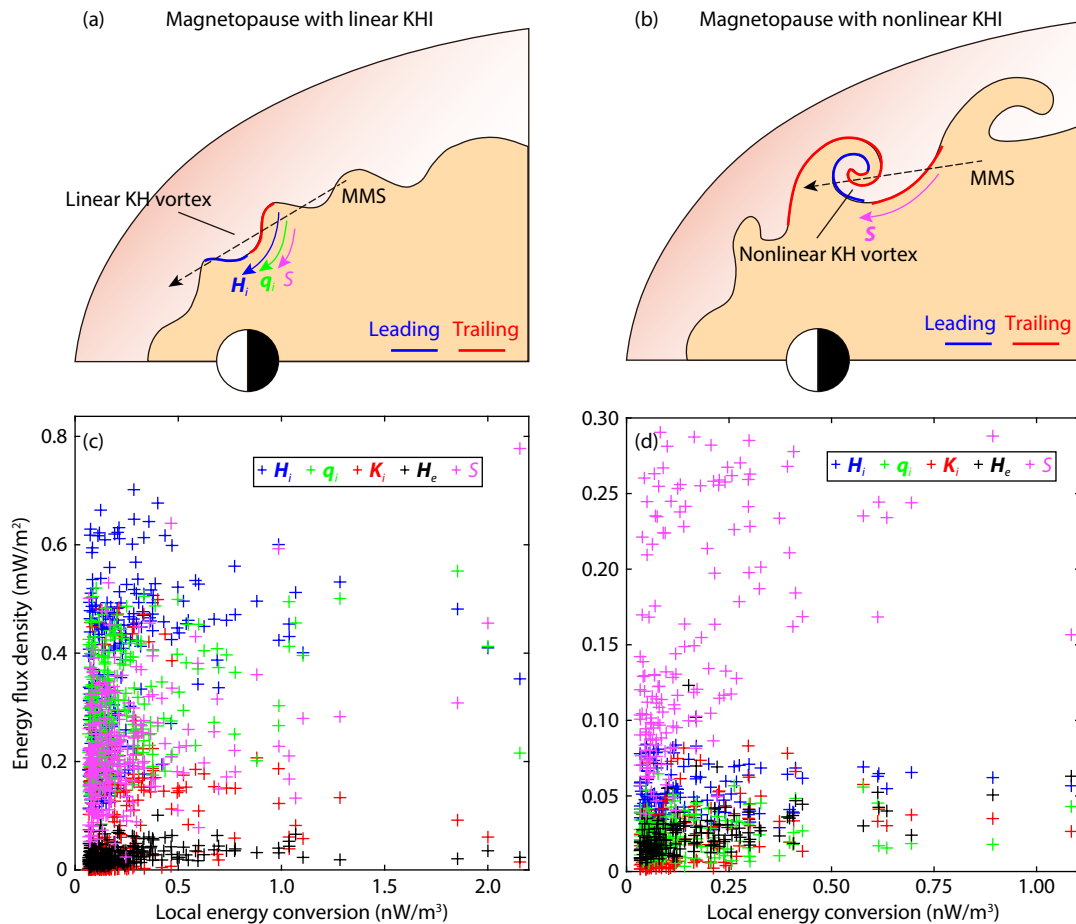 (a) Magnetopause with linear KHI
(b) Magnetopause with nonlinear KHI
Linear KH vortex
MMS
H_i q_i S
Leading Trailing
MMS
S
Nonlinear KH vortex
Leading Trailing
(c)
+ H_i + q_i + K_i + H_e + S
Energy flux density (mW/m²)
0.8
0.6
0.4
0.2
0
0 0.5 1.0 1.5 2.0
Local energy conversion (nW/m³)
(d)
+ H_i + q_i + K_i + H_e + S
0.30
0.25
0.20
0.15
0.10
0.05
0
0 0.25 0.50 0.75 1.00
Local energy conversion (nW/m³)